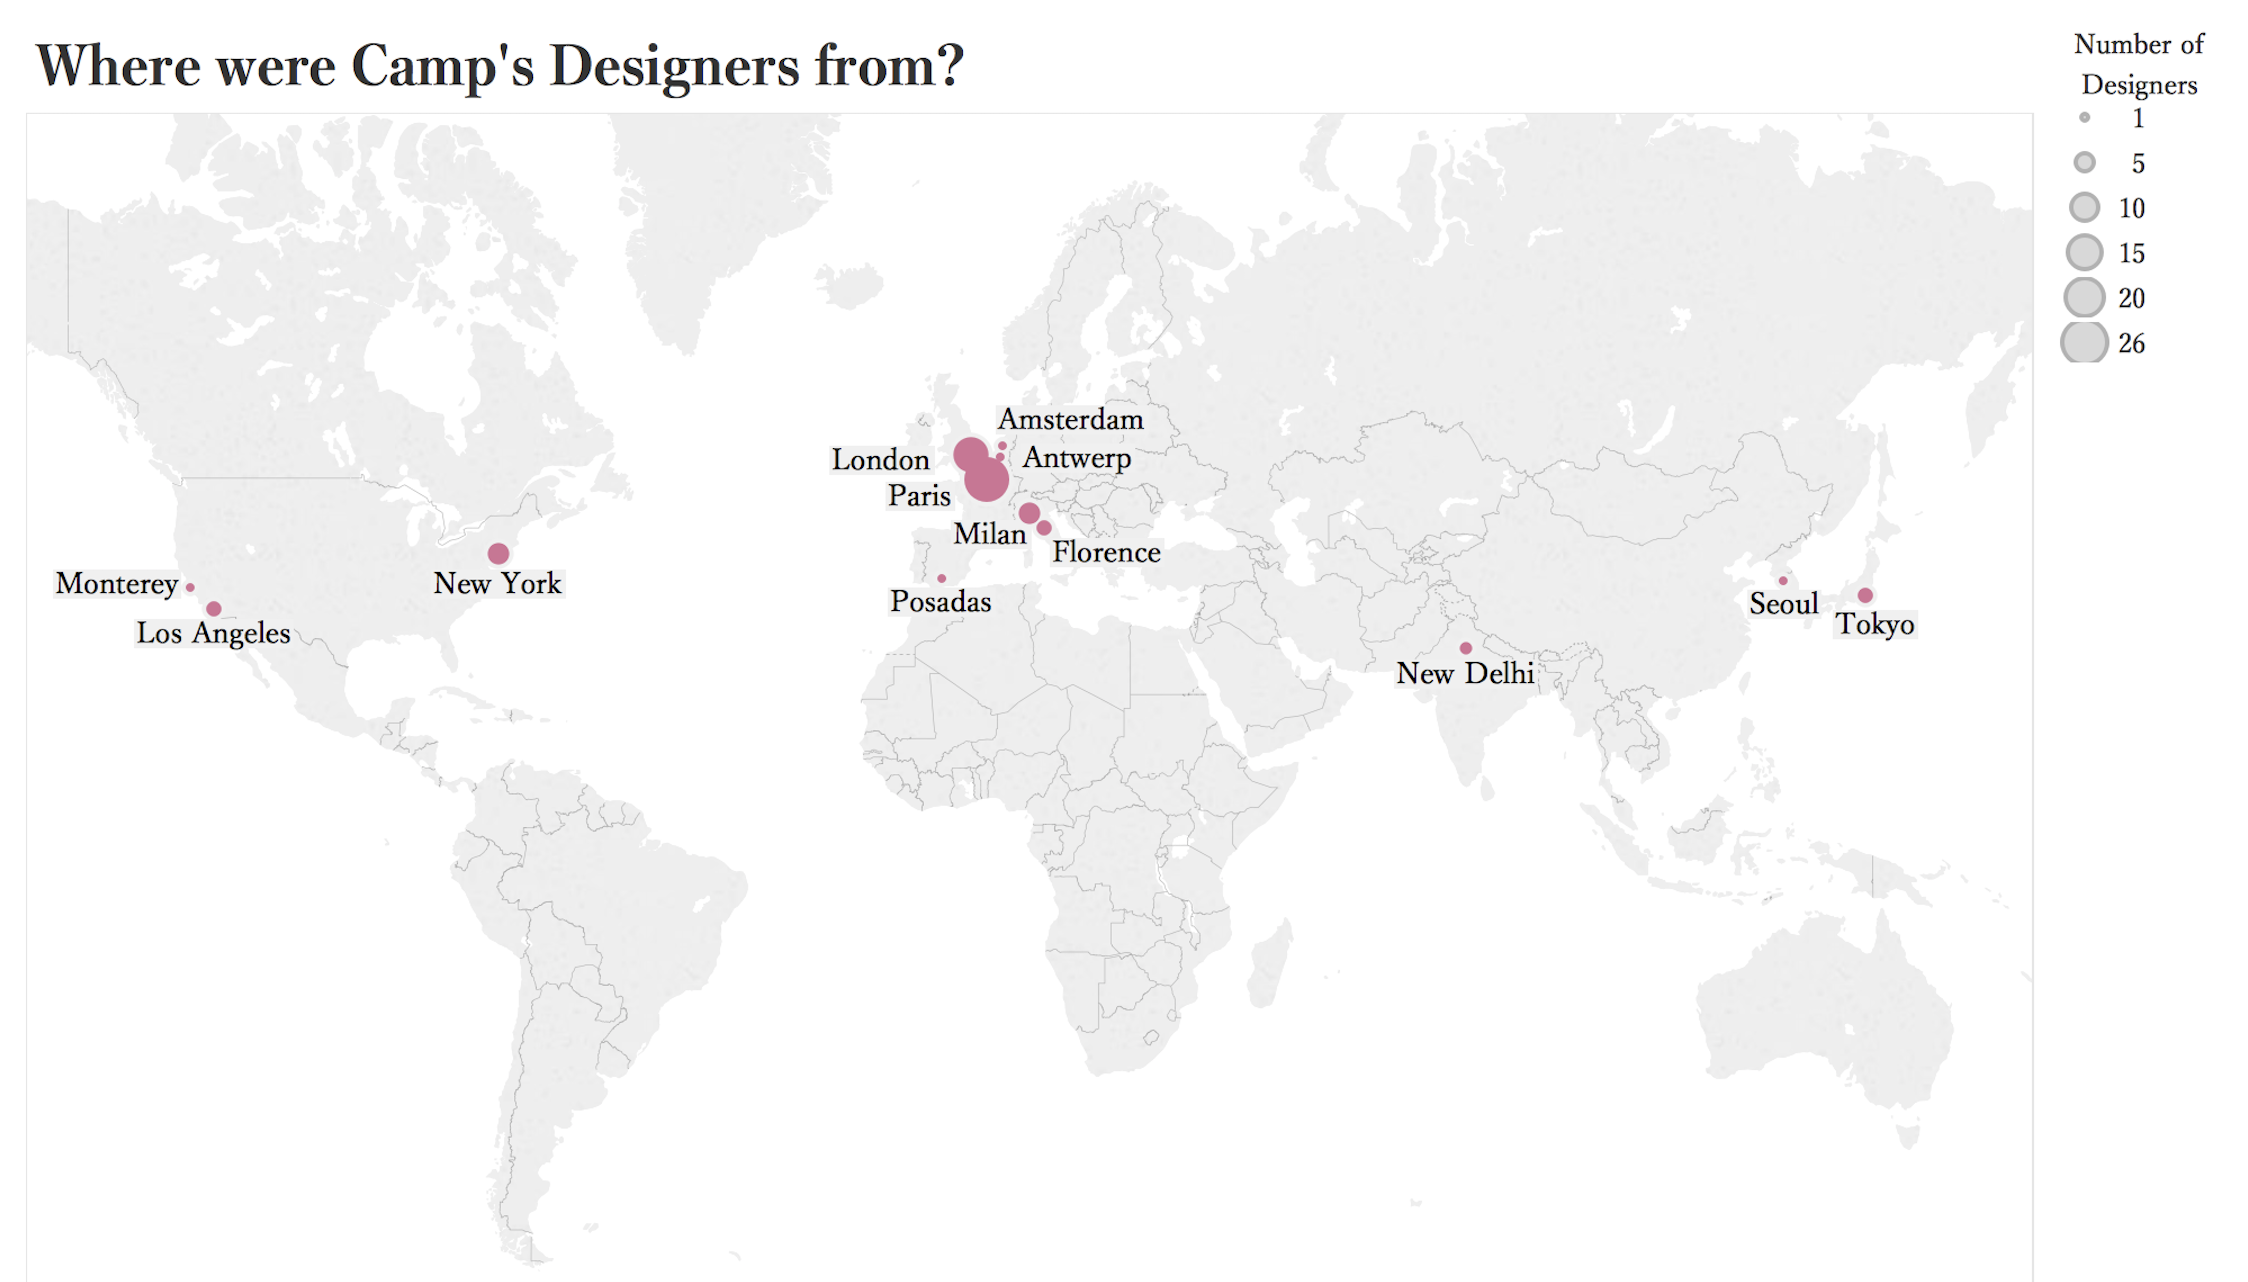 Where were Camp's Designers from?
Number of
Designers
1
5
10
15
20
26
Amsterdam
London
Antwerp
Paris
Milan
Florence
Monterey
New York
Posadas
Seoul
Los Angeles
Tokyo
New Delhi